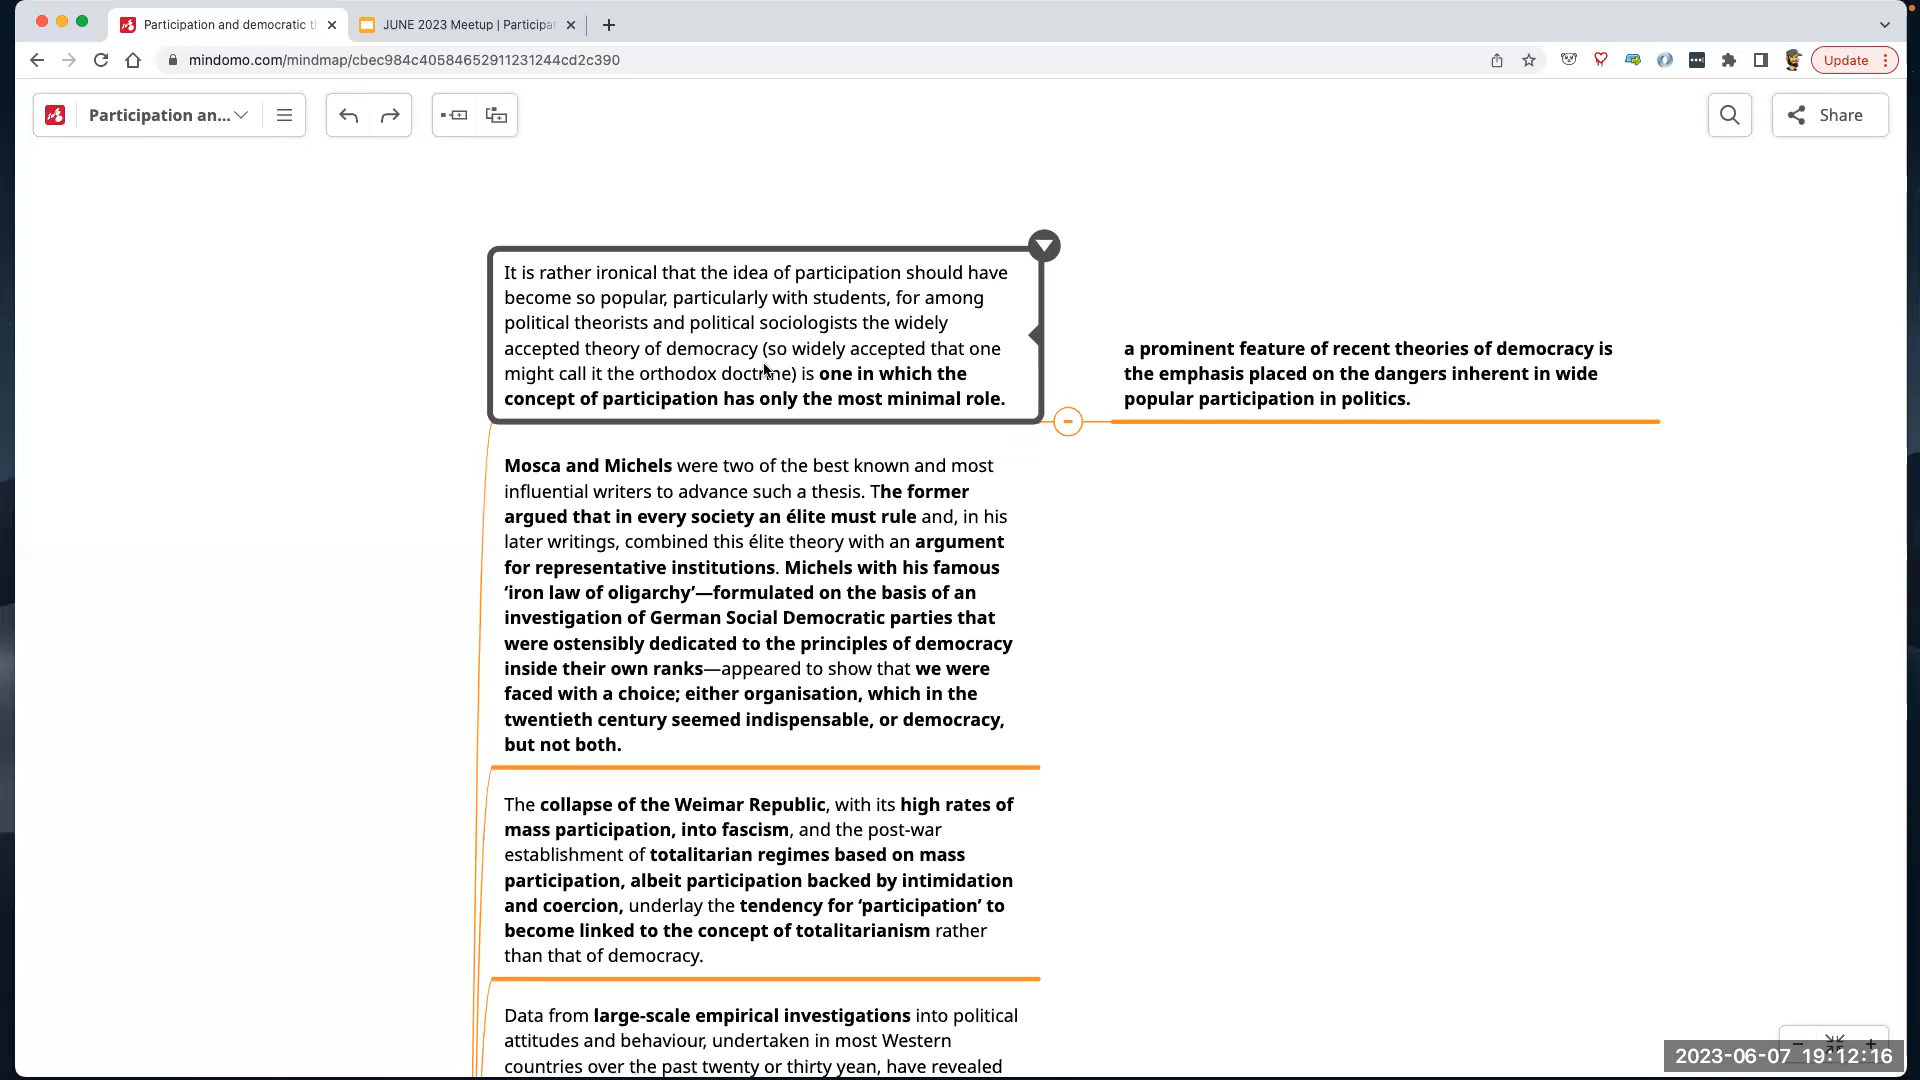 Participation and democratic t
JUNE 2023 Meetup | Participat
mindomo.com/mindmap/cbec984c40584652911231244cd2c390
Update
Participation an...
Share
It is rather ironical that the idea of participation should have
become so popular, particularly with students, for among
political theorists and political sociologists the widely
accepted theory of democracy (so widely accepted that one
might call it the orthodox doctrine) is one in which the
concept of participation has only the most minimal role.
a prominent feature of recent theories of democracy is
the emphasis placed on the dangers inherent in wide
popular participation in politics.
Mosca and Michels were two of the best known and most
influential writers to advance such a thesis. The former
argued that in every society an élite must rule and, in his
later writings, combined this élite theory with an argument
for representative institutions. Michels with his famous
‘iron law of oligarchy’—formulated on the basis of an
investigation of German Social Democratic parties that
were ostensibly dedicated to the principles of democracy
inside their own ranks—appeared to show that we were
faced with a choice; either organisation, which in the
twentieth century seemed indispensable, or democracy,
but not both.
The collapse of the Weimar Republic, with its high rates of
mass participation, into fascism, and the post-war
establishment of totalitarian regimes based on mass
participation, albeit participation backed by intimidation
and coercion, underlay the tendency for ‘participation’ to
become linked to the concept of totalitarianism rather
than that of democracy.
Data from large-scale empirical investigations into political
attitudes and behaviour, undertaken in most Western
countries over the past twenty or thirty year, have revealed
2023-06-07 19:12:16